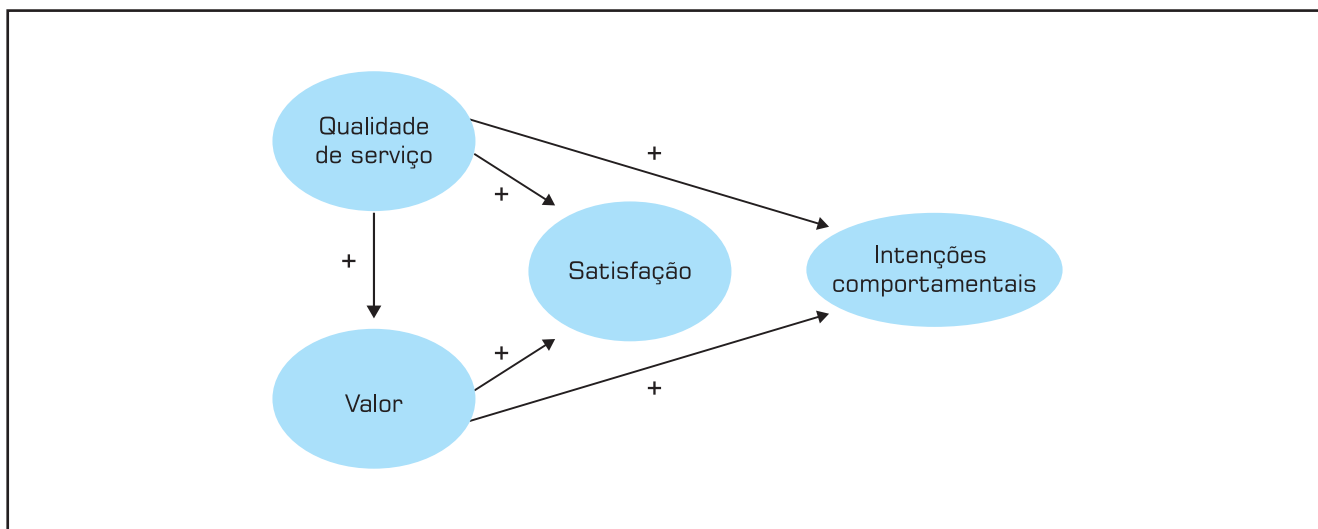 Qualidade
de serviço
+
+
+
Satisfação
Intenções
comportamentais
+
+
Valor